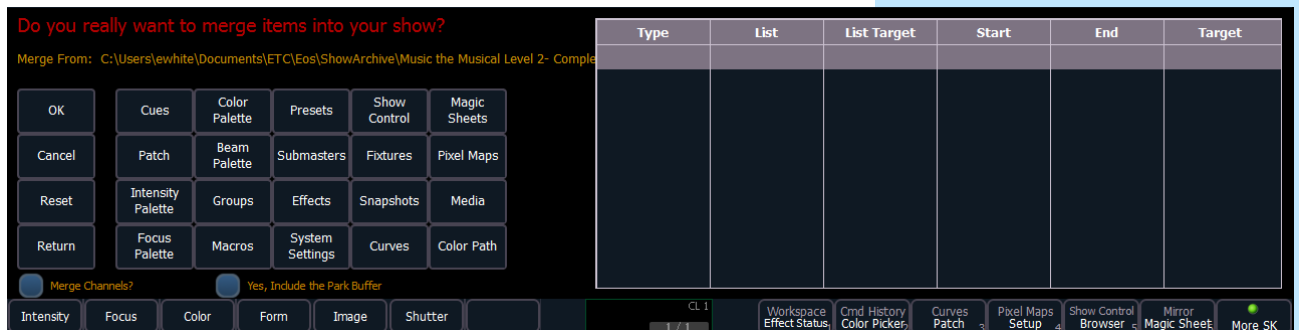 Do you really want to merge items into your show?
Merge From: C:\Users\ewhite\Documents\ETC\Eos\ShowArchive\Music the Musical Level 2- Comple
Type List List Target Start End Target
OK Cues Color Palette Presets Show Control Magic Sheets
Cancel Patch Beam Palette Submasters Fixtures Pixel Maps
Reset Intensity Palette Groups Effects Snapshots Media
Return Focus Palette Macros System Settings Curves Color Path
Merge Channels? Yes, Include the Park Buffer
CL 1
1 / 1
Intensity Focus Color Form Image Shutter
Workspace Cmd History Curves Pixel Maps Show Control Mirror
Effect Status1 Color Picker2 Patch 3 Setup 4 Browser 5 Magic Sheet More SK